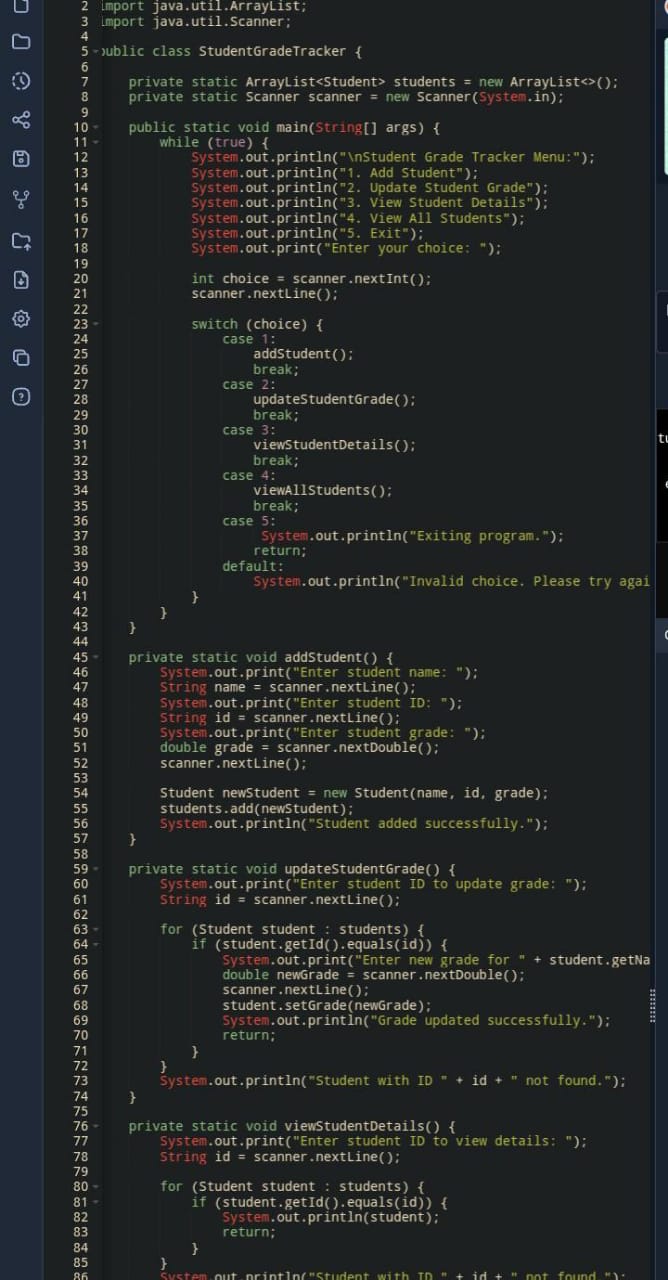 2 import java.util.ArrayList;
3 import java.util.Scanner;
4
5 public class StudentGradeTracker {
6
7     private static ArrayList<Student> students = new ArrayList<>();
8     private static Scanner scanner = new Scanner(System.in);
9
10     public static void main(String[] args) {
11         while (true) {
12             System.out.println("\nStudent Grade Tracker Menu:");
13             System.out.println("1. Add Student");
14             System.out.println("2. Update Student Grade");
15             System.out.println("3. View Student Details");
16             System.out.println("4. View All Students");
17             System.out.println("5. Exit");
18             System.out.print("Enter your choice: ");
19
20             int choice = scanner.nextInt();
21             scanner.nextLine();
22
23             switch (choice) {
24                 case 1:
25                     addStudent();
26                     break;
27                 case 2:
28                     updateStudentGrade();
29                     break;
30                 case 3:
31                     viewStudentDetails();
32                     break;
33                 case 4:
34                     viewAllStudents();
35                     break;
36                 case 5:
37                      System.out.println("Exiting program.");
38                     return;
39                 default:
40                     System.out.println("Invalid choice. Please try agai
41             }
42         }
43     }
44
45     private static void addStudent() {
46         System.out.print("Enter student name: ");
47         String name = scanner.nextLine();
48         System.out.print("Enter student ID: ");
49         String id = scanner.nextLine();
50         System.out.print("Enter student grade: ");
51         double grade = scanner.nextDouble();
52         scanner.nextLine();
53
54         Student newStudent = new Student(name, id, grade);
55         students.add(newStudent);
56         System.out.println("Student added successfully.");
57     }
58
59     private static void updateStudentGrade() {
60         System.out.print("Enter student ID to update grade: ");
61         String id = scanner.nextLine();
62
63         for (Student student : students) {
64             if (student.getId().equals(id)) {
65                 System.out.print("Enter new grade for " + student.getNa
66                 double newGrade = scanner.nextDouble();
67                 scanner.nextLine();
68                 student.setGrade(newGrade);
69                 System.out.println("Grade updated successfully.");
70                 return;
71             }
72         }
73         System.out.println("Student with ID " + id + " not found.");
74     }
75
76     private static void viewStudentDetails() {
77         System.out.print("Enter student ID to view details: ");
78         String id = scanner.nextLine();
79
80         for (Student student : students) {
81             if (student.getId().equals(id)) {
82                 System.out.println(student);
83                 return;
84             }
85         }
86         System.out.println("Student with ID " + id + " not found.")